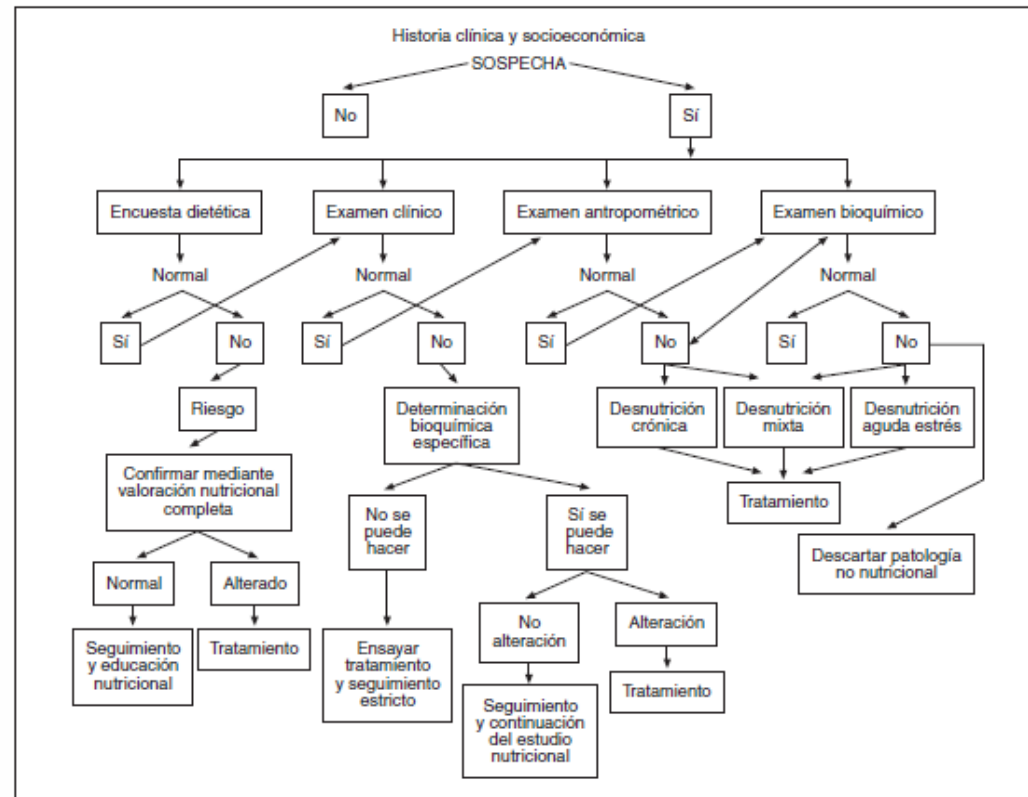 Historia clínica y socioeconómica
SOSPECHA
No
Sí
Encuesta dietética
Examen clínico
Examen antropométrico
Examen bioquímico
Normal
Normal
Normal
Normal
Sí
No
Sí
No
Sí
No
Sí
No
Riesgo
Determinación
bioquímica
específica
Desnutrición
crónica
Desnutrición
mixta
Desnutrición
aguda estrés
Confirmar mediante
valoración nutricional
completa
No se
puede
hacer
Sí se
puede
hacer
Tratamiento
Descartar patología
no nutricional
Normal
Alterado
No
alteración
Alteración
Seguimiento
y educación
nutricional
Tratamiento
Ensayar
tratamiento
y seguimiento
estricto
Tratamiento
Seguimiento
y continuación
del estudio
nutricional